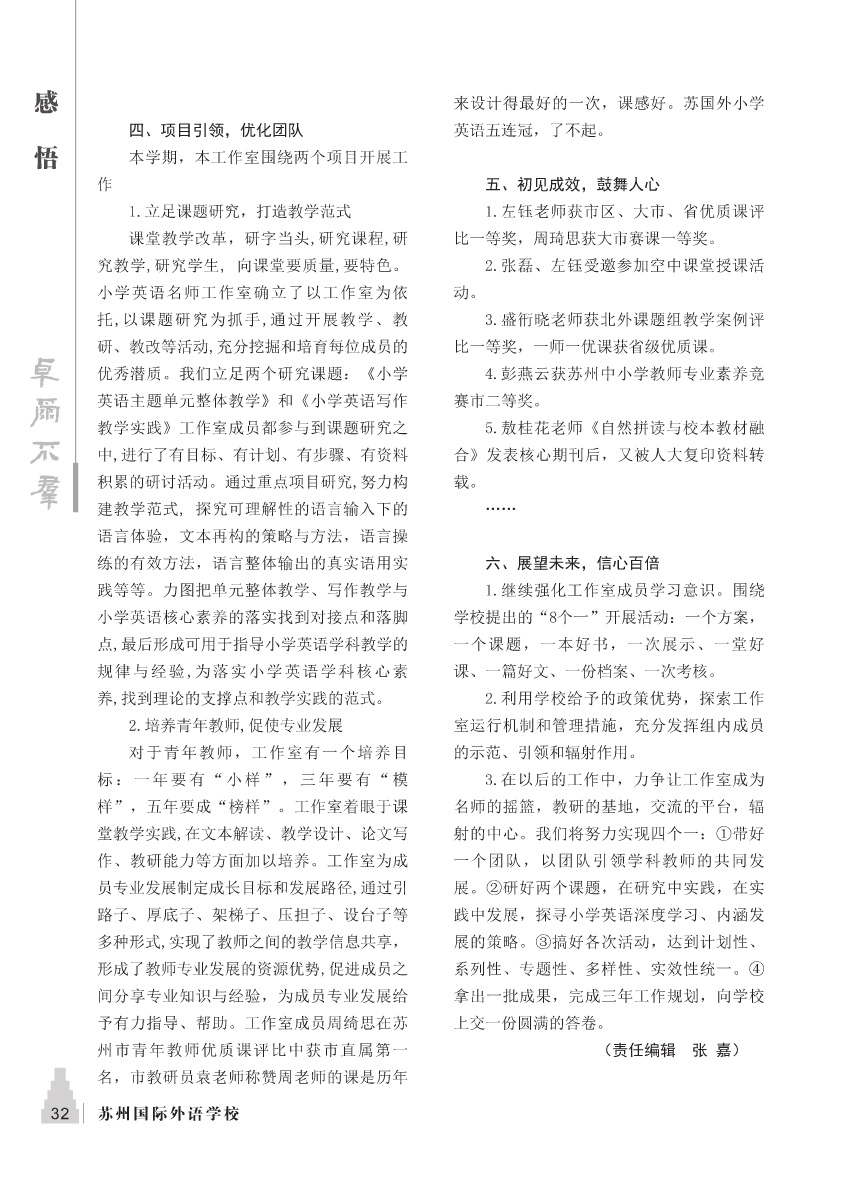 感
悟
卓尔不群
四、项目引领，优化团队
本学期，本工作室围绕两个项目开展工
作
1.立足课题研究，打造教学范式
课堂教学改革，研字当头,研究课程,研
究教学,研究学生，向课堂要质量,要特色。
小学英语名师工作室确立了以工作室为依
托,以课题研究为抓手,通过开展教学、教
研、教改等活动,充分挖掘和培育每位成员的
优秀潜质。我们立足两个研究课题：《小学
英语主题单元整体教学》和《小学英语写作
教学实践》工作室成员都参与到课题研究之
中,进行了有目标、有计划、有步骤、有资料
积累的研讨活动。通过重点项目研究,努力构
建教学范式，探究可理解性的语言输入下的
语言体验，文本再构的策略与方法，语言操
练的有效方法，语言整体输出的真实语用实
践等等。力图把单元整体教学、写作教学与
小学英语核心素养的落实找到对接点和落脚
点,最后形成可用于指导小学英语学科教学的
规律与经验,为落实小学英语学科核心素
养,找到理论的支撑点和教学实践的范式。
2.培养青年教师,促使专业发展
对于青年教师，工作室有一个培养目
标：一年要有“小样”，三年要有“模
样”，五年要成“榜样”。工作室着眼于课
堂教学实践,在文本解读、教学设计、论文写
作、教研能力等方面加以培养。工作室为成
员专业发展制定成长目标和发展路径,通过引
路子、厚底子、架梯子、压担子、设台子等
多种形式,实现了教师之间的教学信息共享，
形成了教师专业发展的资源优势,促进成员之
间分享专业知识与经验，为成员专业发展给
予有力指导、帮助。工作室成员周绮思在苏
州市青年教师优质课评比中获市直属第一
名，市教研员袁老师称赞周老师的课是历年
来设计得最好的一次，课感好。苏国外小学
英语五连冠，了不起。
五、初见成效，鼓舞人心
1.左钰老师获市区、大市、省优质课评
比一等奖，周琦思获大市赛课一等奖。
2.张磊、左钰受邀参加空中课堂授课活
动。
3.盛衍晓老师获北外课题组教学案例评
比一等奖，一师一优课获省级优质课。
4.彭燕云获苏州中小学教师专业素养竞
赛市二等奖。
5.敖桂花老师《自然拼读与校本教材融
合》发表核心期刊后，又被人大复印资料转
载。
……
六、展望未来，信心百倍
1.继续强化工作室成员学习意识。围绕
学校提出的“8个一”开展活动：一个方案，
一个课题，一本好书，一次展示、一堂好
课、一篇好文、一份档案、一次考核。
2.利用学校给予的政策优势，探索工作
室运行机制和管理措施，充分发挥组内成员
的示范、引领和辐射作用。
3.在以后的工作中，力争让工作室成为
名师的摇篮，教研的基地，交流的平台，辐
射的中心。我们将努力实现四个一：①带好
一个团队，以团队引领学科教师的共同发
展。②研好两个课题，在研究中实践，在实
践中发展，探寻小学英语深度学习、内涵发
展的策略。③搞好各次活动，达到计划性、
系列性、专题性、多样性、实效性统一。④
拿出一批成果，完成三年工作规划，向学校
上交一份圆满的答卷。
（责任编辑　张 嘉）
32 苏州国际外语学校